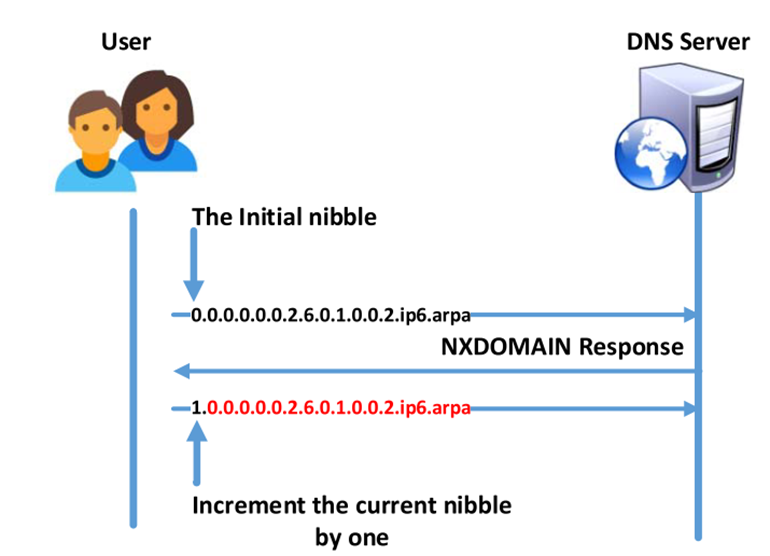 User
DNS Server
The Initial nibble
0.0.0.0.0.0.2.6.0.1.0.0.2.ip6.arpa
NXDOMAIN Response
1.0.0.0.0.0.2.6.0.1.0.0.2.ip6.arpa
Increment the current nibble
by one